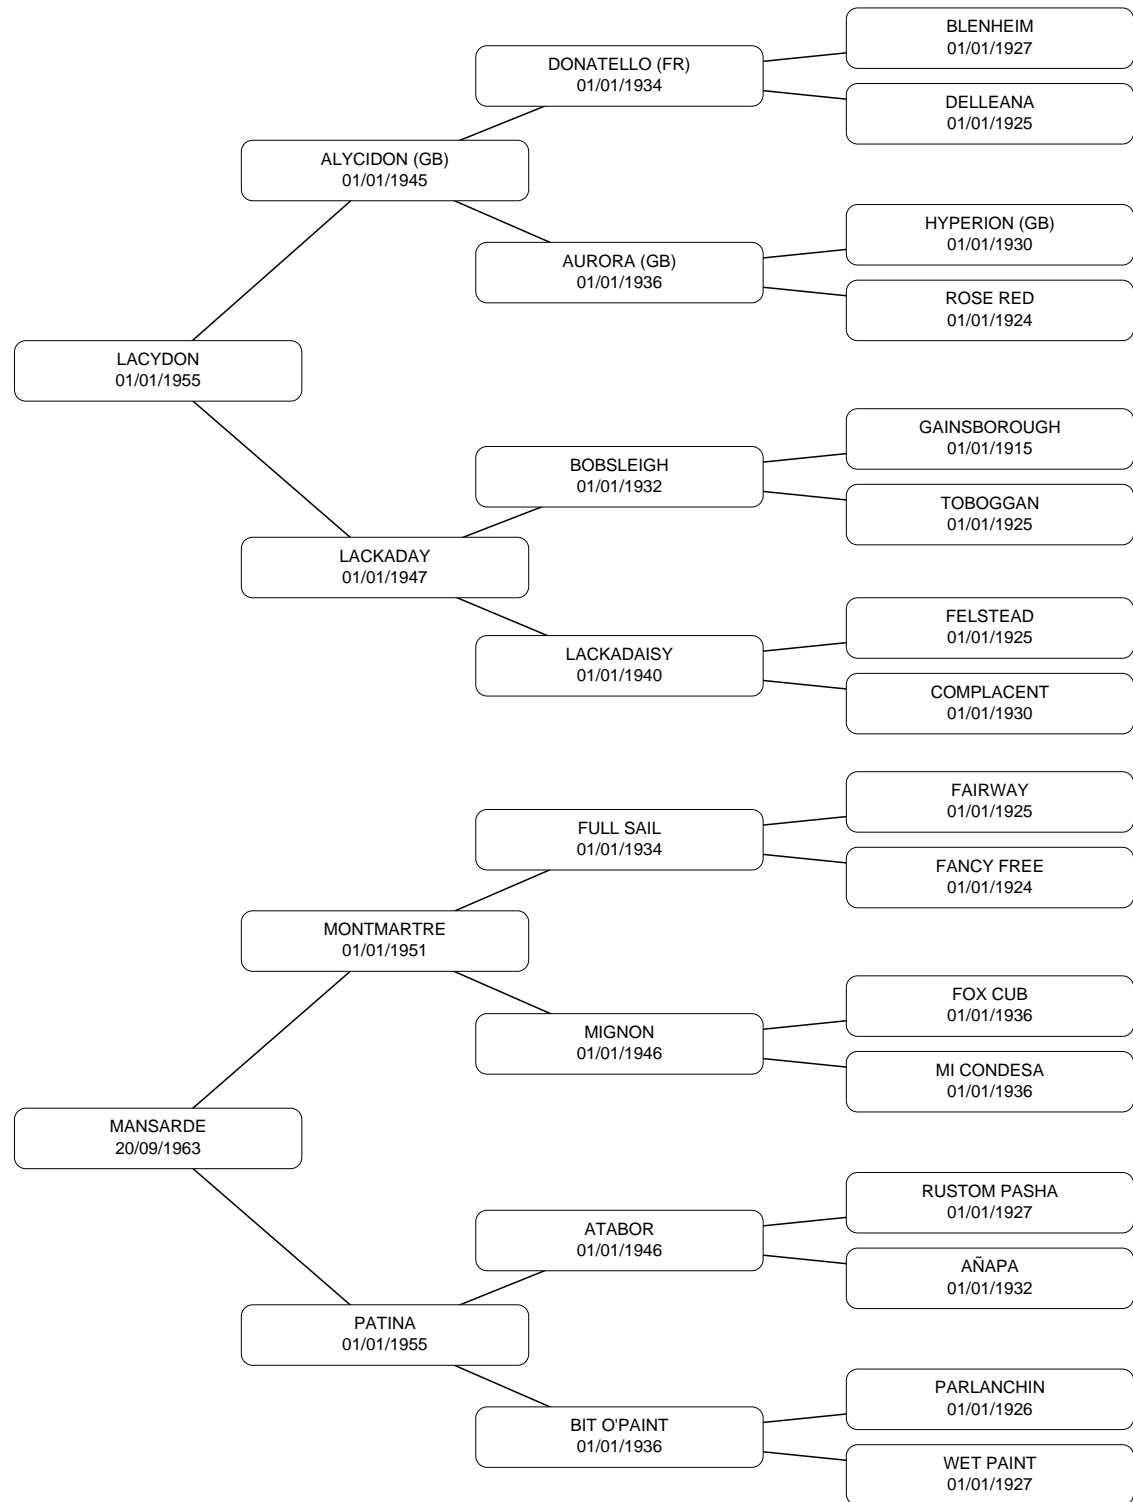 BLENHEIM
01/01/1927
DONATELLO (FR)
01/01/1934
DELLEANA
01/01/1925
ALYCIDON (GB)
01/01/1945
HYPERION (GB)
01/01/1930
AURORA (GB)
01/01/1936
ROSE RED
01/01/1924
LACYDON
01/01/1955
GAINSBOROUGH
01/01/1915
BOBSLEIGH
01/01/1932
TOBOGGAN
01/01/1925
LACKADAY
01/01/1947
FELSTEAD
01/01/1925
LACKADAISY
01/01/1940
COMPLACENT
01/01/1930
FAIRWAY
01/01/1925
FULL SAIL
01/01/1934
FANCY FREE
01/01/1924
MONTMARTRE
01/01/1951
FOX CUB
01/01/1936
MIGNON
01/01/1946
MI CONDESA
01/01/1936
MANSARDE
20/09/1963
RUSTOM PASHA
01/01/1927
ATABOR
01/01/1946
AÑAPA
01/01/1932
PATINA
01/01/1955
PARLANCHIN
01/01/1926
BIT O'PAINT
01/01/1936
WET PAINT
01/01/1927